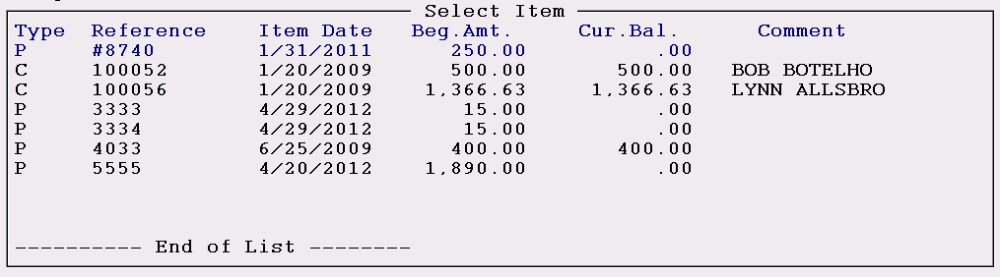 Select Item
Type Reference Item Date Beg.Amt. Cur.Bal. Comment
P #8740 1/31/2011 250.00 .00
C 100052 1/20/2009 500.00 500.00 BOB BOTELHO
C 100056 1/20/2009 1,366.63 1,366.63 LYNN ALLSBRO
P 3333 4/29/2012 15.00 .00
P 3334 4/29/2012 15.00 .00
P 4033 6/25/2009 400.00 400.00
P 5555 4/20/2012 1,890.00 .00
---------- End of List --------